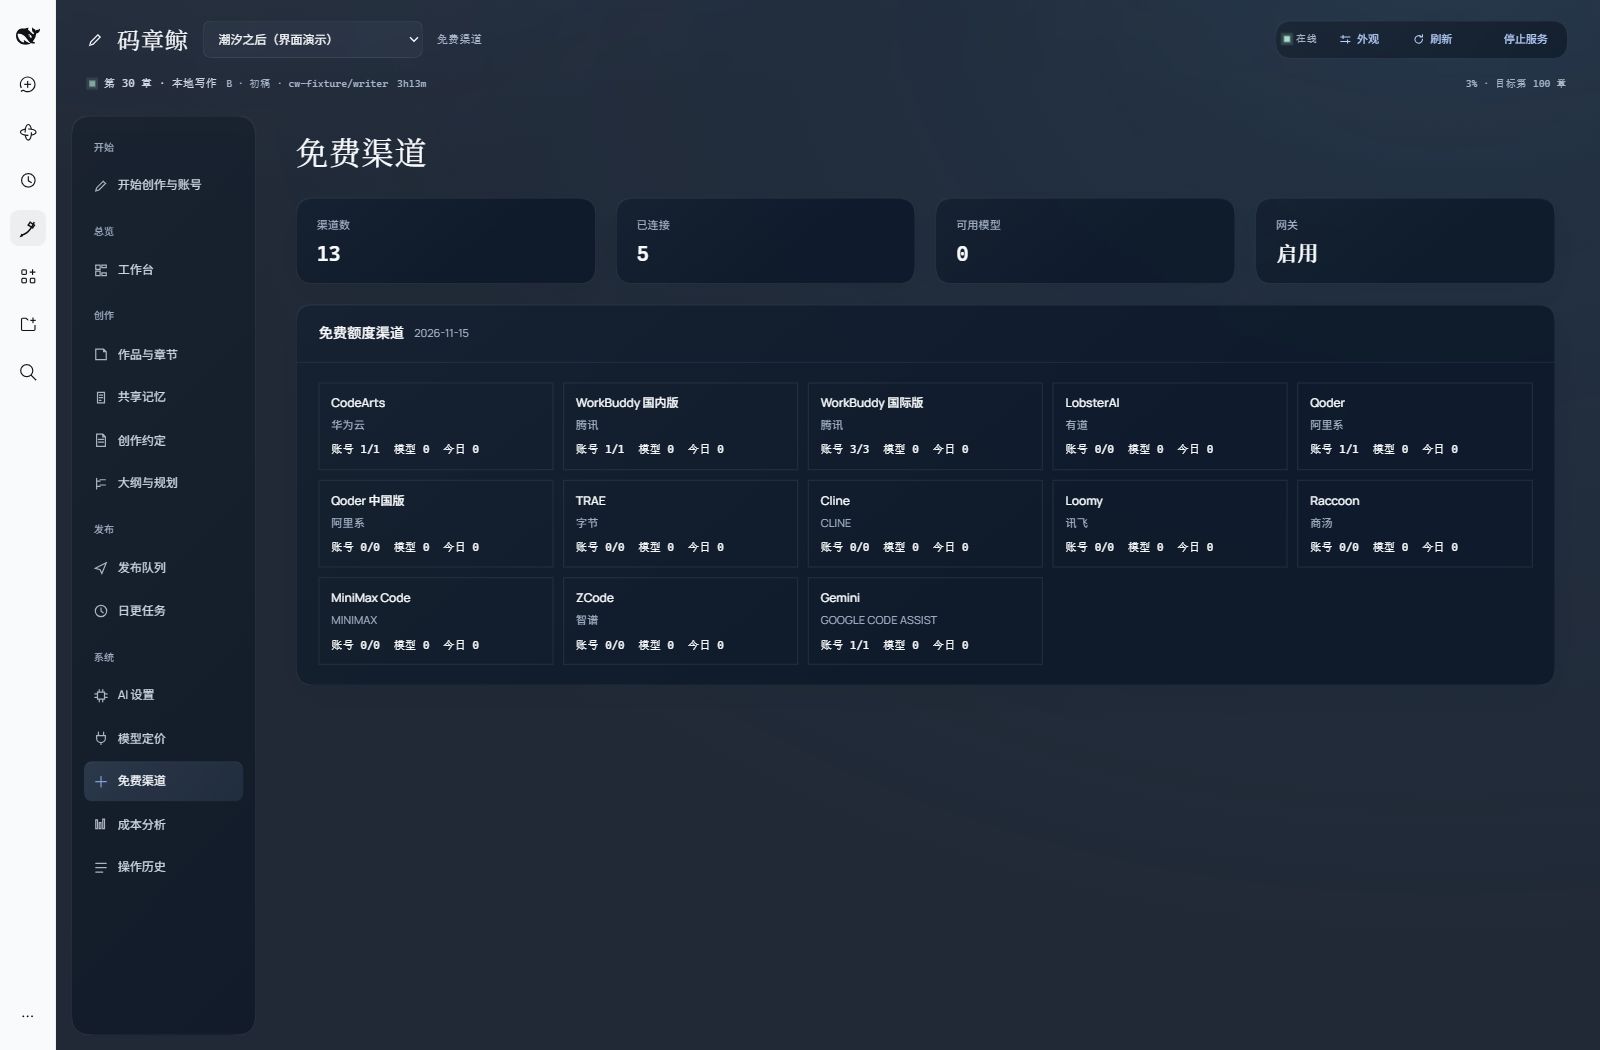 码章鲸 潮汐之后（界面演示） 免费渠道 在线 外观 刷新 停止服务
第 30 章 · 本地写作 B · 初稿 · cw-fixture/writer 3h13m 3% · 目标第 100 章
开始
开始创作与账号
总览
工作台
创作
作品与章节
共享记忆
创作约定
大纲与规划
发布
发布队列
日更任务
系统
AI 设置
模型定价
免费渠道
成本分析
操作历史
...
免费渠道
渠道数
13
已连接
5
可用模型
0
网关
启用
免费额度渠道 2026-11-15
CodeArts
华为云
账号 1/1 模型 0 今日 0
WorkBuddy 国内版
腾讯
账号 1/1 模型 0 今日 0
WorkBuddy 国际版
腾讯
账号 3/3 模型 0 今日 0
LobsterAI
有道
账号 0/0 模型 0 今日 0
Qoder
阿里系
账号 1/1 模型 0 今日 0
Qoder 中国版
阿里系
账号 0/0 模型 0 今日 0
TRAE
字节
账号 0/0 模型 0 今日 0
Cline
CLINE
账号 0/0 模型 0 今日 0
Loomy
讯飞
账号 0/0 模型 0 今日 0
Raccoon
商汤
账号 0/0 模型 0 今日 0
MiniMax Code
MINIMAX
账号 0/0 模型 0 今日 0
ZCode
智谱
账号 0/0 模型 0 今日 0
Gemini
GOOGLE CODE ASSIST
账号 1/1 模型 0 今日 0